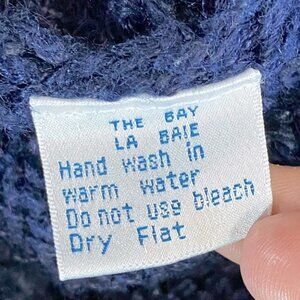 THE BAY
LA BAIE
Hand wash in
warm water
Do not use bleach
Dry Flat